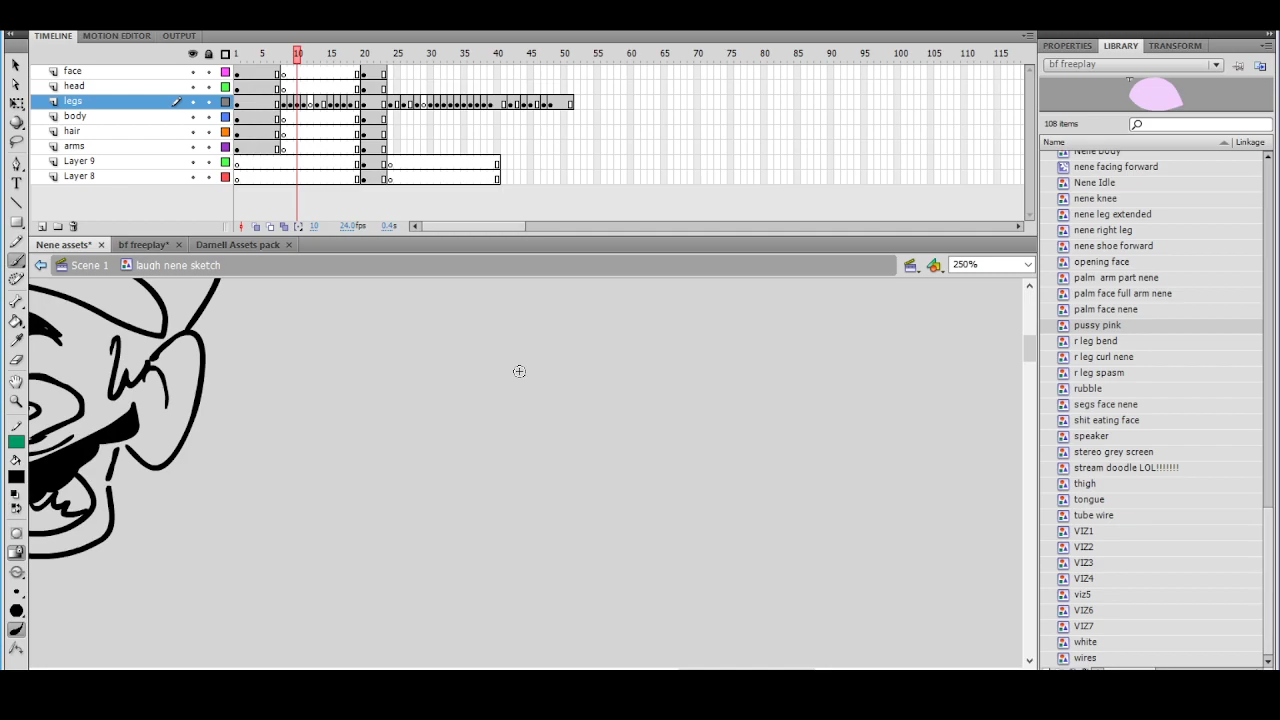 TIMELINE MOTION EDITOR OUTPUT PROPERTIES LIBRARY TRANSFORM
1 5 10 15 20 25 30 35 40 45 50 55 60 65 70 75 80 85 90 95 100 105 110 115
bf freeplay
face
head
legs
body
hair
arms
Layer 9
Layer 8
108 items
Name Linkage
10 24.0fps 0.4s
Nene assets* bf freeplay* Darnell Assets pack
Scene 1 laugh nene sketch 250%
T
Nene Body
nene facing forward
Nene Idle
nene knee
nene leg extended
nene right leg
nene shoe forward
opening face
palm arm part nene
palm face full arm nene
palm face nene
pussy pink
r leg bend
r leg curl nene
r leg spasm
rubble
segs face nene
shit eating face
speaker
stereo grey screen
stream doodle LOL!!!!!!!
thigh
tongue
tube wire
VIZ1
VIZ2
VIZ3
VIZ4
viz5
VIZ6
VIZ7
white
wires